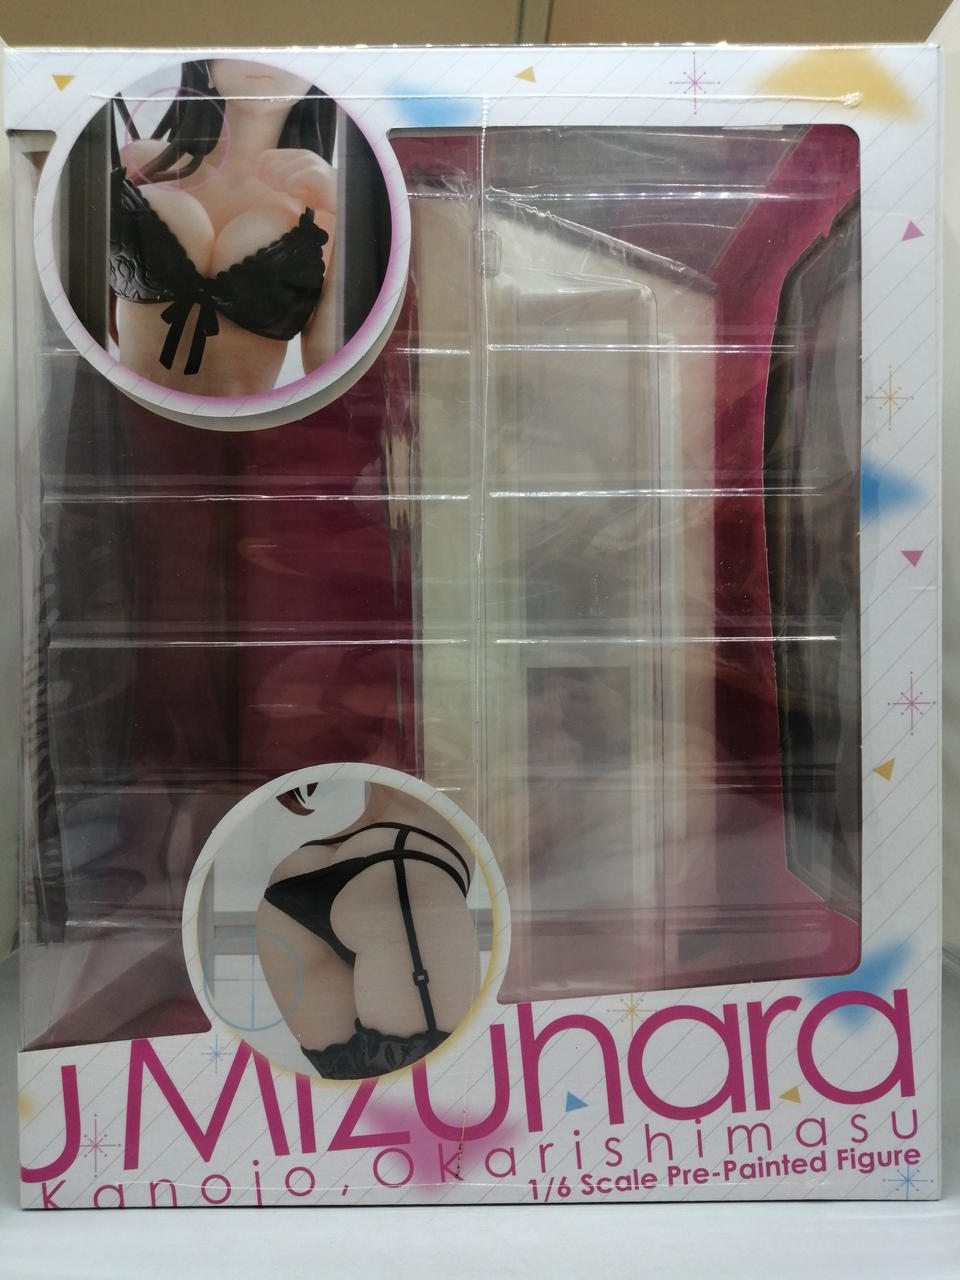 u Mizuhara
Kanojo, Okarishimasu
1/6 Scale Pre-Painted Figure